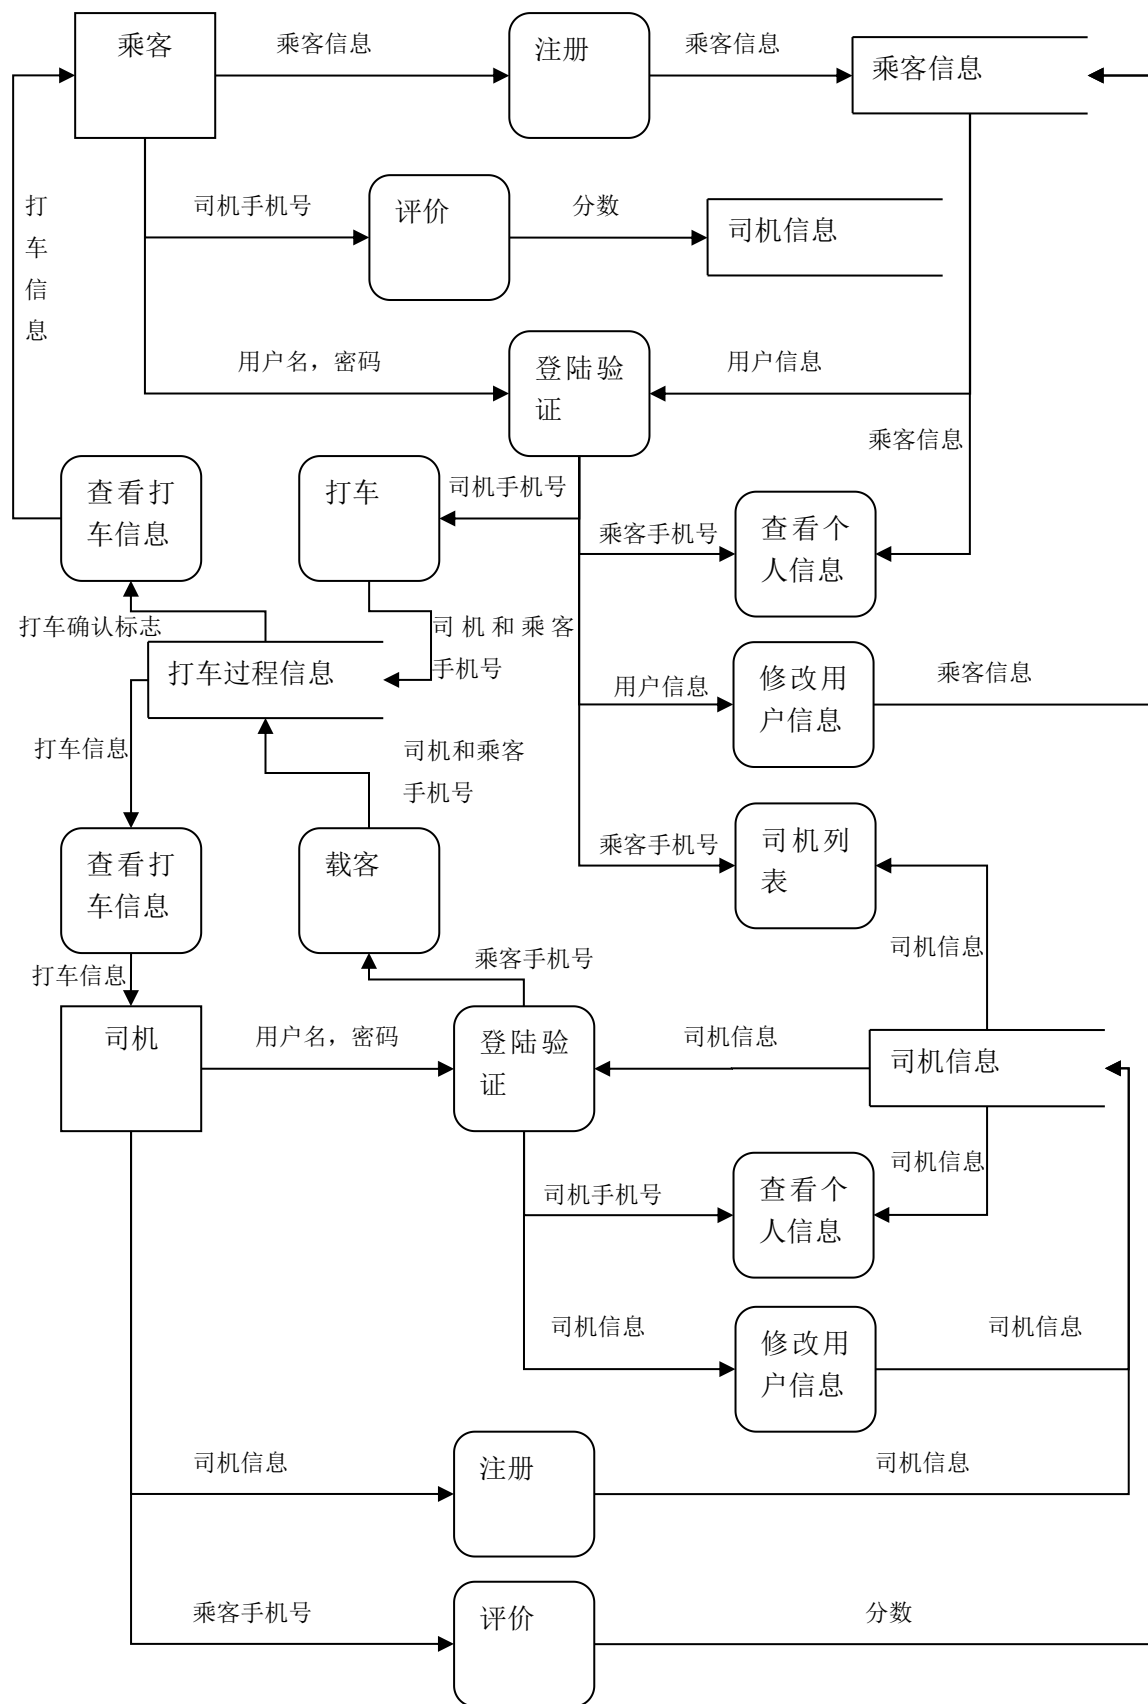 乘客
乘客信息
注册
乘客信息
乘客信息
打
车
信
息
司机手机号
评价
分数
司机信息
用户名，密码
登陆验
证
用户信息
乘客信息
查看打
车信息
打车
司机手机号
乘客手机号
查看个
人信息
打车确认标志
司机和乘客
手机号
打车过程信息
用户信息
修改用
户信息
乘客信息
打车信息
司机和乘客
手机号
查看打
车信息
载客
乘客手机号
司机列
表
打车信息
乘客手机号
司机信息
司机
用户名，密码
登陆验
证
司机信息
司机信息
司机手机号
查看个
人信息
司机信息
司机信息
修改用
户信息
司机信息
司机信息
注册
司机信息
乘客手机号
评价
分数